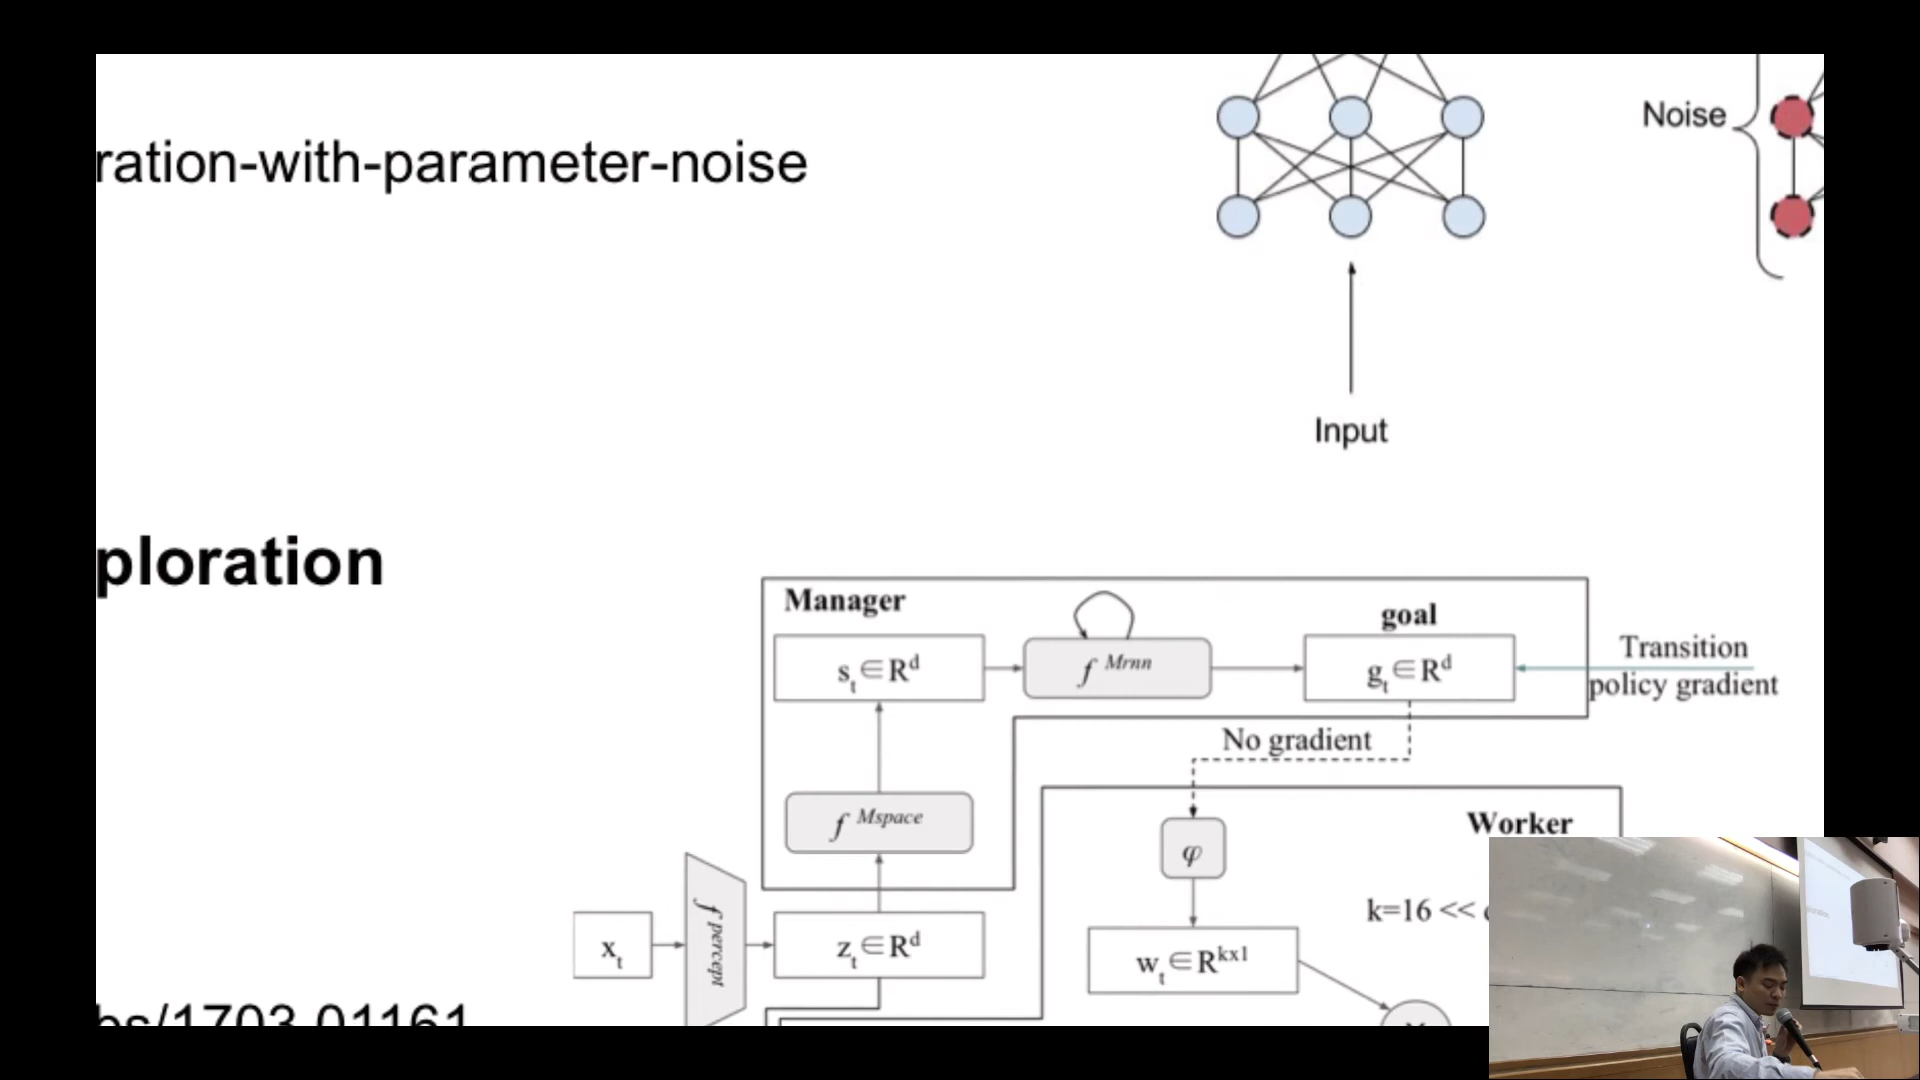 Noise
ration-with-parameter-noise
Input
ploration
Manager
goal
s_t ∈ R^d
f ^Mrnn
g_t ∈ R^d
Transition
policy gradient
No gradient
f ^Mspace
Worker
φ
k=16 <<
x_t
f percept
z_t ∈ R^d
w_t ∈ R^kx1
bs/1703.01161